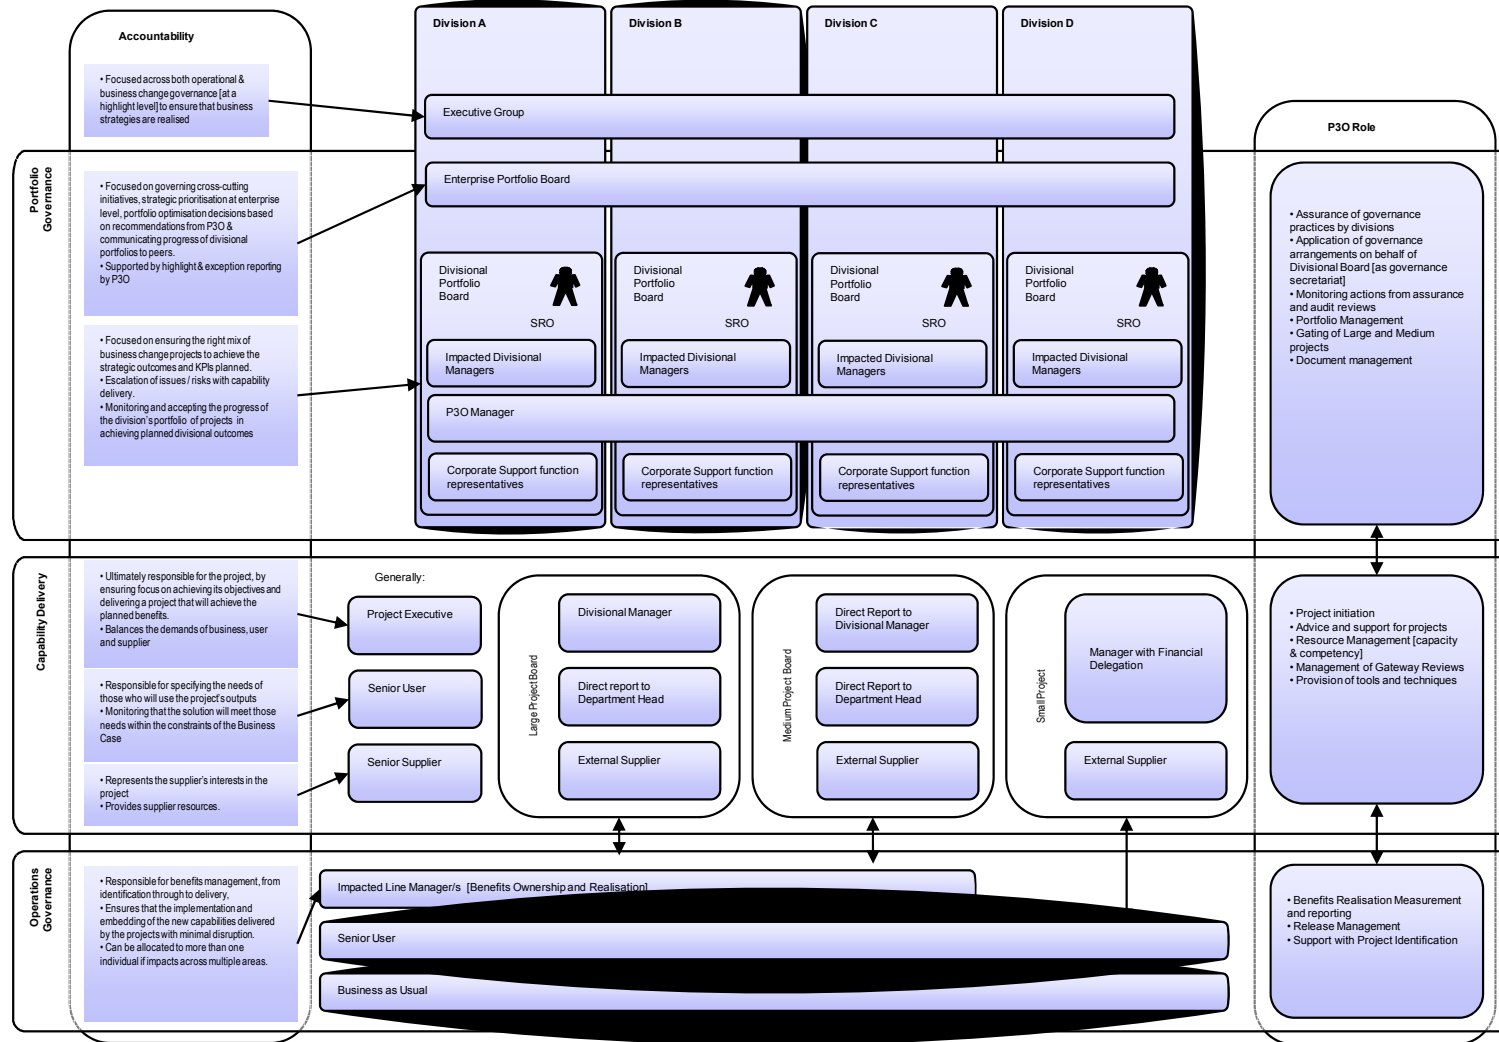 Accountability
• Focused across both operational &
business change governance [at a
highlight level] to ensure that business
strategies are realised
Division A
Division B
Division C
Division D
Executive Group
P3O Role
Portfolio
Governance
• Focused on governing cross-cutting
initiatives, strategic prioritisation at enterprise
level, portfolio optimisation decisions based
on recommendations from P3O &
communicating progress of divisional
portfolios to peers.
• Supported by highlight & exception reporting
by P3O
Enterprise Portfolio Board
• Focused on ensuring the right mix of
business change projects to achieve the
strategic outcomes and KPIs planned.
• Escalation of issues / risks with capability
delivery.
• Monitoring and accepting the progress of
the division's portfolio of projects in
achieving planned divisional outcomes
Divisional
Portfolio
Board
SRO
Divisional
Portfolio
Board
SRO
Divisional
Portfolio
Board
SRO
Divisional
Portfolio
Board
SRO
Impacted Divisional
Managers
Impacted Divisional
Managers
Impacted Divisional
Managers
Impacted Divisional
Managers
P3O Manager
Corporate Support function
representatives
Corporate Support function
representatives
Corporate Support function
representatives
Corporate Support function
representatives
• Assurance of governance
practices by divisions
• Application of governance
arrangements on behalf of
Divisional Board [as governance
secretariat]
• Monitoring actions from assurance
and audit reviews
• Portfolio Management
• Gating of Large and Medium
projects
• Document management
Capability Delivery
• Ultimately responsible for the project, by
ensuring focus on achieving its objectives and
delivering a project that will achieve the
planned benefits.
• Balances the demands of business, user
and supplier
• Responsible for specifying the needs of
those who will use the project's outputs
• Monitoring that the solution will meet those
needs within the constraints of the Business
Case
• Represents the supplier's interests in the
project
• Provides supplier resources.
Generally:
Project Executive
Senior User
Senior Supplier
Large Project Board
Divisional Manager
Direct report to
Department Head
External Supplier
Medium Project Board
Direct Report to
Divisional Manager
Direct Report to
Department Head
External Supplier
Small Project
Manager with Financial
Delegation
External Supplier
• Project initiation
• Advice and support for projects
• Resource Management [capacity
& competency]
• Management of Gateway Reviews
• Provision of tools and techniques
Operations
Governance
• Responsible for benefits management, from
identification through to delivery,
• Ensures that the implementation and
embedding of the new capabilities delivered
by the projects with minimal disruption.
• Can be allocated to more than one
individual if impacts across multiple areas.
Impacted Line Manager/s [Benefits Ownership and Realisation]
Senior User
Business as Usual
• Benefits Realisation Measurement
and reporting
• Release Management
• Support with Project Identification